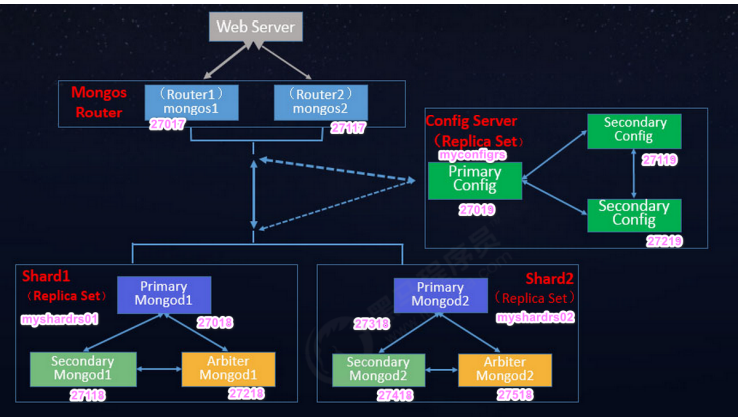 Web Server
Mongos
Router
（Router1）
mongos1
27017
（Router2）
mongos2
27117
Config Server
（Replica Set）
myconfigrs
Primary
Config
27019
Secondary
Config
27119
Secondary
Config
27219
Shard1
（Replica Set）
myshardrs01
Primary
Mongod1
27018
Secondary
Mongod1
27118
Arbiter
Mongod1
27218
Shard2
（Replica Set）
myshardrs02
Primary
Mongod2
27318
Secondary
Mongod2
27418
Arbiter
Mongod2
27518